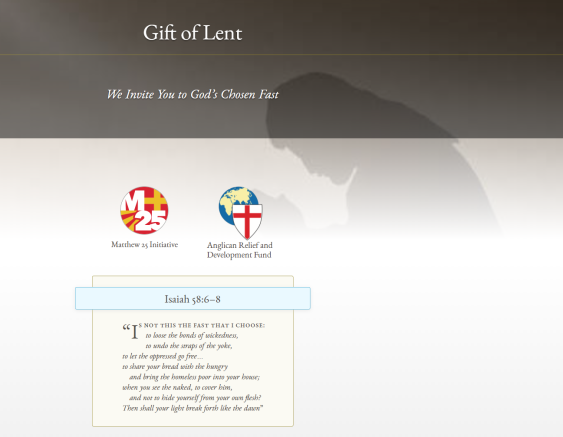 Gift of Lent
We Invite You to God's Chosen Fast
M
25
Matthew 25 Initiative
Anglican Relief and
Development Fund
Isaiah 58:6–8
“Is not this the fast that I choose:
to loose the bonds of wickedness,
to undo the straps of the yoke,
to let the oppressed go free...
to share your bread with the hungry
and bring the homeless poor into your house;
when you see the naked, to cover him,
and not to hide yourself from your own flesh?
Then shall your light break forth like the dawn”